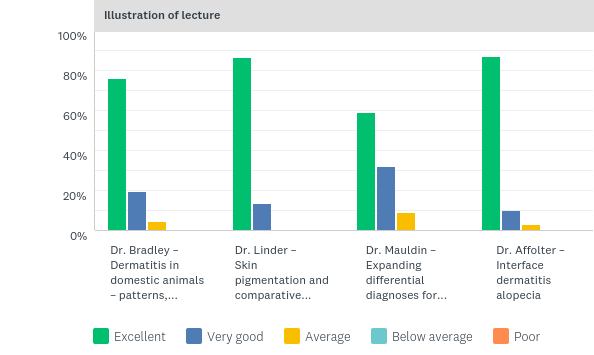 Illustration of lecture
100%
80%
60%
40%
20%
0%
Dr. Bradley –
Dermatitis in
domestic animals
– patterns,...
Dr. Linder –
Skin
pigmentation and
comparative...
Dr. Mauldin –
Expanding
differential
diagnoses for...
Dr. Affolter –
Interface
dermatitis
alopecia
Excellent Very good Average Below average Poor